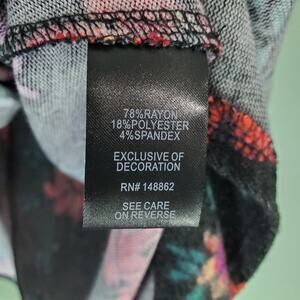 78%RAYON
18%POLYESTER
4%SPANDEX
EXCLUSIVE OF
DECORATION
RN# 148862
SEE CARE
ON REVERSE